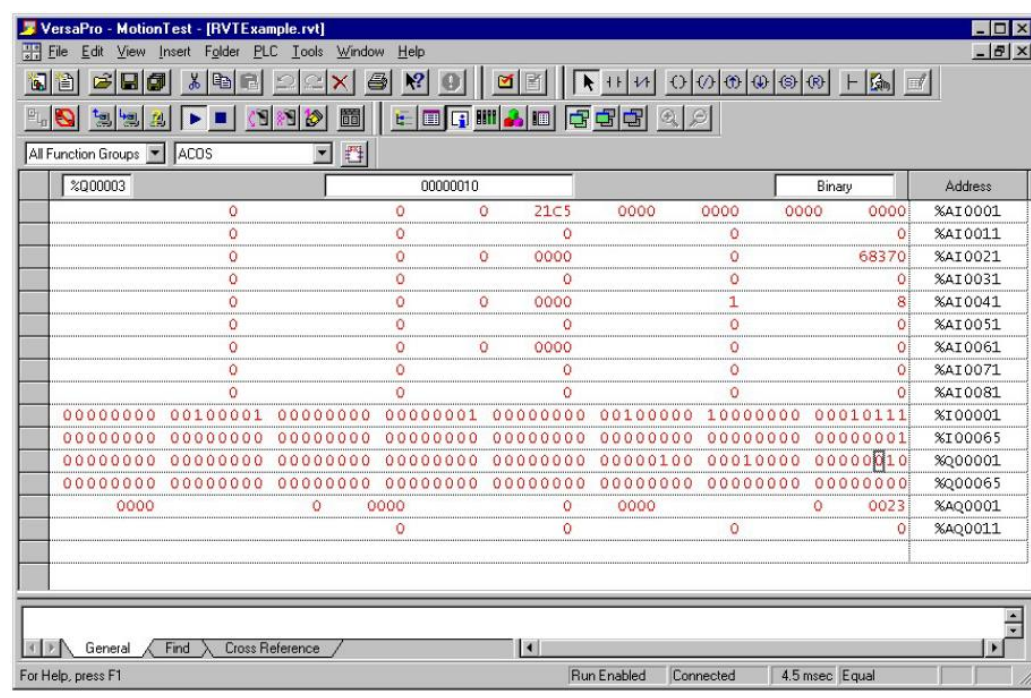 VersaPro - MotionTest - [RVTExample.rvt]
File Edit View Insert Folder PLC Tools Window Help
All Function Groups ACOS
%Q00003 00000010 Binary Address
0 0 0 21C5 0000 0000 0000 0000 %AI0001
0 0 0 0 0 %AI0011
0 0 0 0000 0 68370 %AI0021
0 0 0 0 0 %AI0031
0 0 0 0000 1 8 %AI0041
0 0 0 0 0 %AI0051
0 0 0 0000 0 0 %AI0061
0 0 0 0 0 %AI0071
0 0 0 0 0 %AI0081
00000000 00100001 00000000 00000001 00000000 00100000 10000000 00010111 %I00001
00000000 00000000 00000000 00000000 00000000 00000000 00000000 00000001 %I00065
00000000 00000000 00000000 00000000 00000000 00000100 00010000 00000010 %Q00001
00000000 00000000 00000000 00000000 00000000 00000000 00000000 00000000 %Q00065
0000 0 0000 0 0000 0 0023 %AQ0001
0 0 0 0 %AQ0011
General Find Cross Reference
For Help, press F1 Run Enabled Connected 4.5 msec Equal